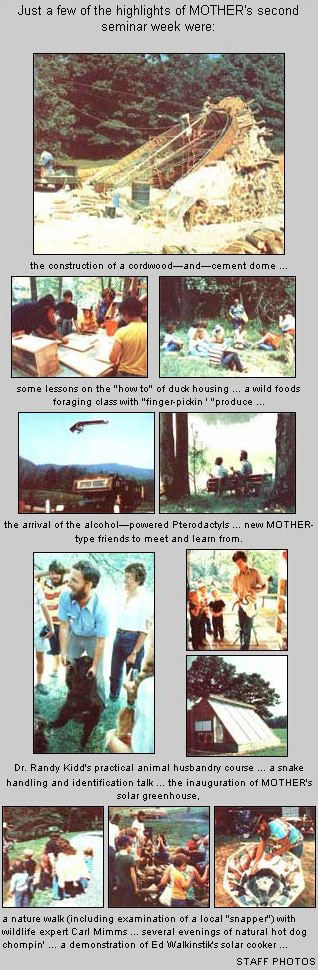 Just a few of the highlights of MOTHER's second
seminar week were:
the construction of a cordwood—and—cement dome ...
some lessons on the "how to" of duck housing ... a wild foods
foraging class with "finger-pickin' "produce ...
the arrival of the alcohol—powered Pterodactyls ... new MOTHER-
type friends to meet and learn from.
Dr. Randy Kidd's practical animal husbandry course ... a snake
handling and identification talk ... the inauguration of MOTHER's
solar greenhouse,
a nature walk (including examination of a local "snapper") with
wildlife expert Carl Mimms ... several evenings of natural hot dog
chompin' ... a demonstration of Ed Walkinstik's solar cooker ...
STAFF PHOTOS